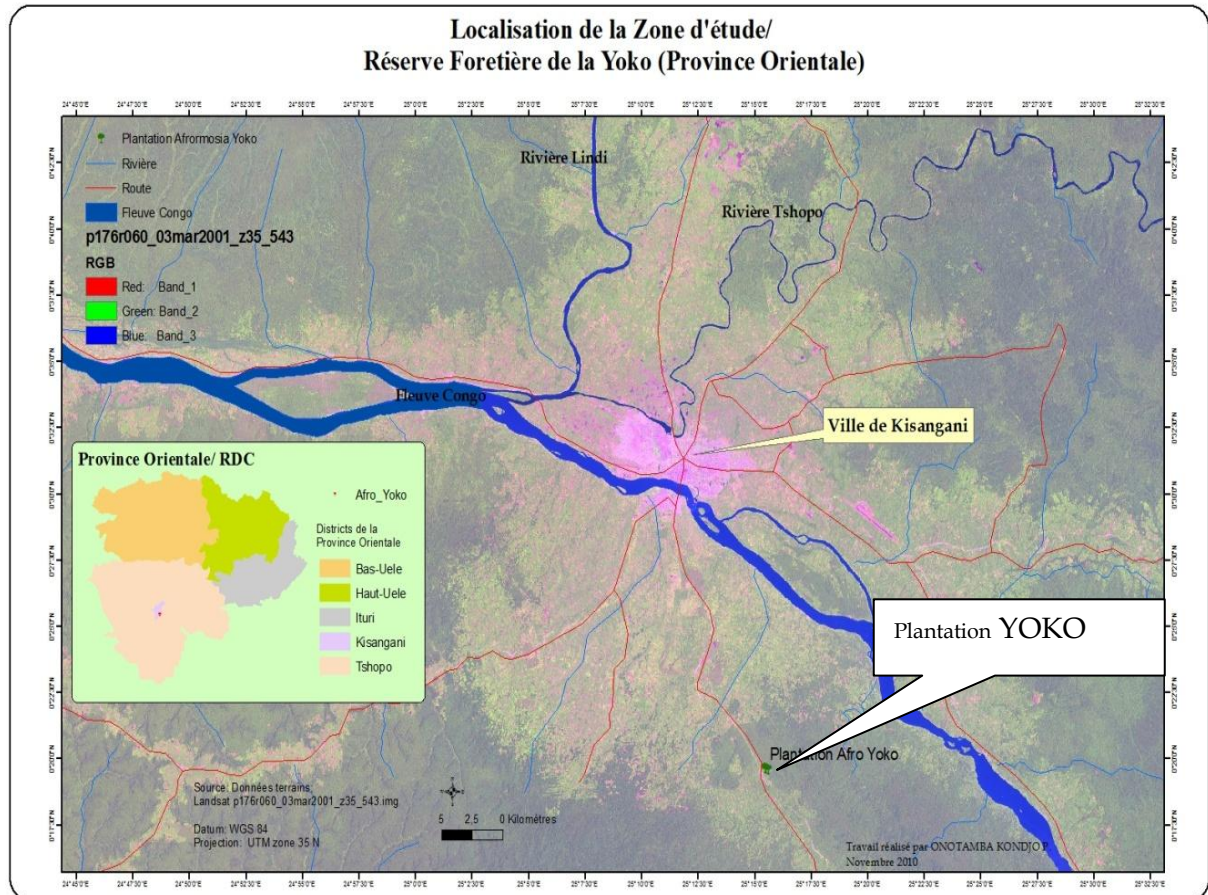 Localisation de la Zone d'étude/
Réserve Foretière de la Yoko (Province Orientale)
Plantation Afrormosia Yoko
Rivière
Route
Fleuve Congo
p176r060_03mar2001_z35_543
RGB
Red: Band_1
Green: Band_2
Blue: Band_3
Rivière Lindi
Rivière Tshopo
Fleuve Congo
Ville de Kisangani
Province Orientale/ RDC
Afro_Yoko
Districts de la
Province Orientale
Bas-Uele
Haut-Uele
Ituri
Kisangani
Tshopo
Plantation YOKO
Plantation Afro Yoko
Source: Données terrains;
Landsat p176r060_03mar2001_z35_543.img
Datum: WGS 84
Projection: UTM zone 35 N
5 2,5 0 Kilomètres
Travail réalisé par ONOTAMBA KONDJO P.
Novembre 2010